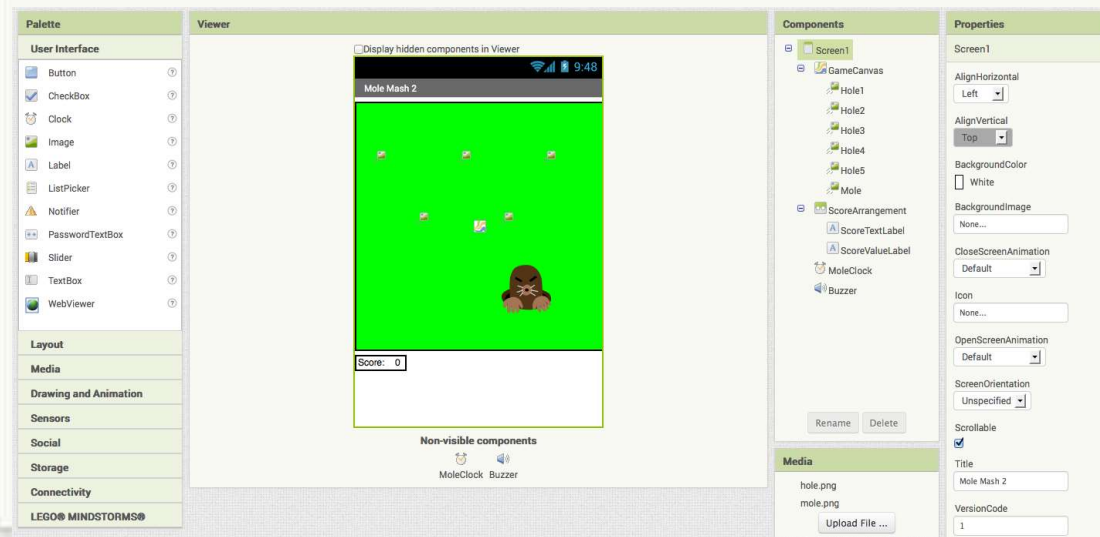 Palette
User Interface
Button
CheckBox
Clock
Image
Label
ListPicker
Notifier
PasswordTextBox
Slider
TextBox
WebViewer
Layout
Media
Drawing and Animation
Sensors
Social
Storage
Connectivity
LEGO® MINDSTORMS®
Viewer
Display hidden components in Viewer
9:48
Mole Mash 2
Score: 0
Non-visible components
MoleClock Buzzer
Components
Screen1
GameCanvas
Hole1
Hole2
Hole3
Hole4
Hole5
Mole
ScoreArrangement
ScoreTextLabel
ScoreValueLabel
MoleClock
Buzzer
Rename Delete
Media
hole.png
mole.png
Upload File ...
Properties
Screen1
AlignHorizontal
Left
AlignVertical
Top
BackgroundColor
White
BackgroundImage
None...
CloseScreenAnimation
Default
Icon
None...
OpenScreenAnimation
Default
ScreenOrientation
Unspecified
Scrollable
Title
Mole Mash 2
VersionCode
1